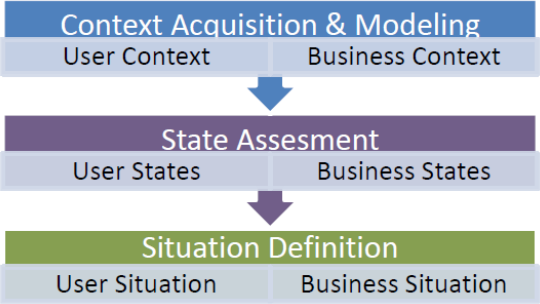 Context Acquisition & Modeling
User Context Business Context
State Assesment
User States Business States
Situation Definition
User Situation Business Situation